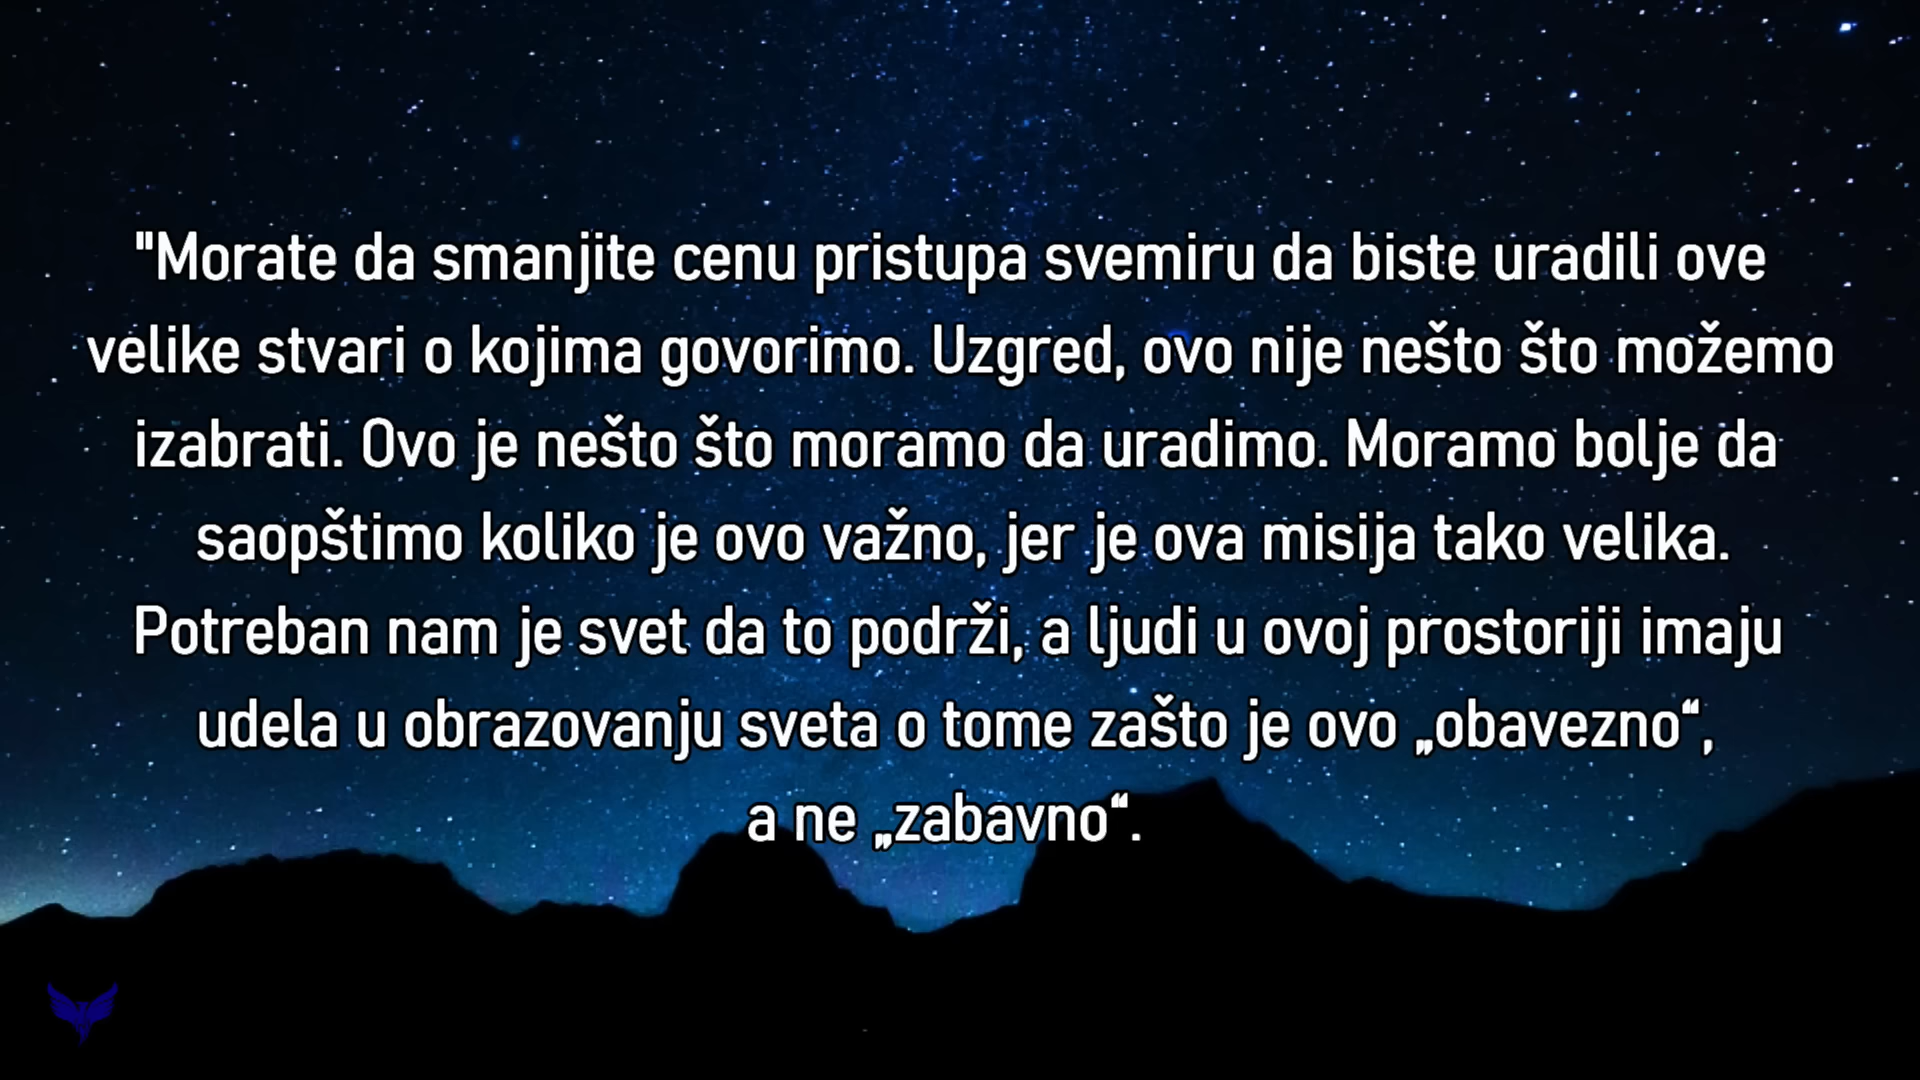 "Morate da smanjite cenu pristupa svemiru da biste uradili ove
velike stvari o kojima govorimo. Uzgred, ovo nije nešto što možemo
izabrati. Ovo je nešto što moramo da uradimo. Moramo bolje da
saopštimo koliko je ovo važno, jer je ova misija tako velika.
Potreban nam je svet da to podrži, a ljudi u ovoj prostoriji imaju
udela u obrazovanju sveta o tome zašto je ovo „obavezno“,
a ne „zabavno“.